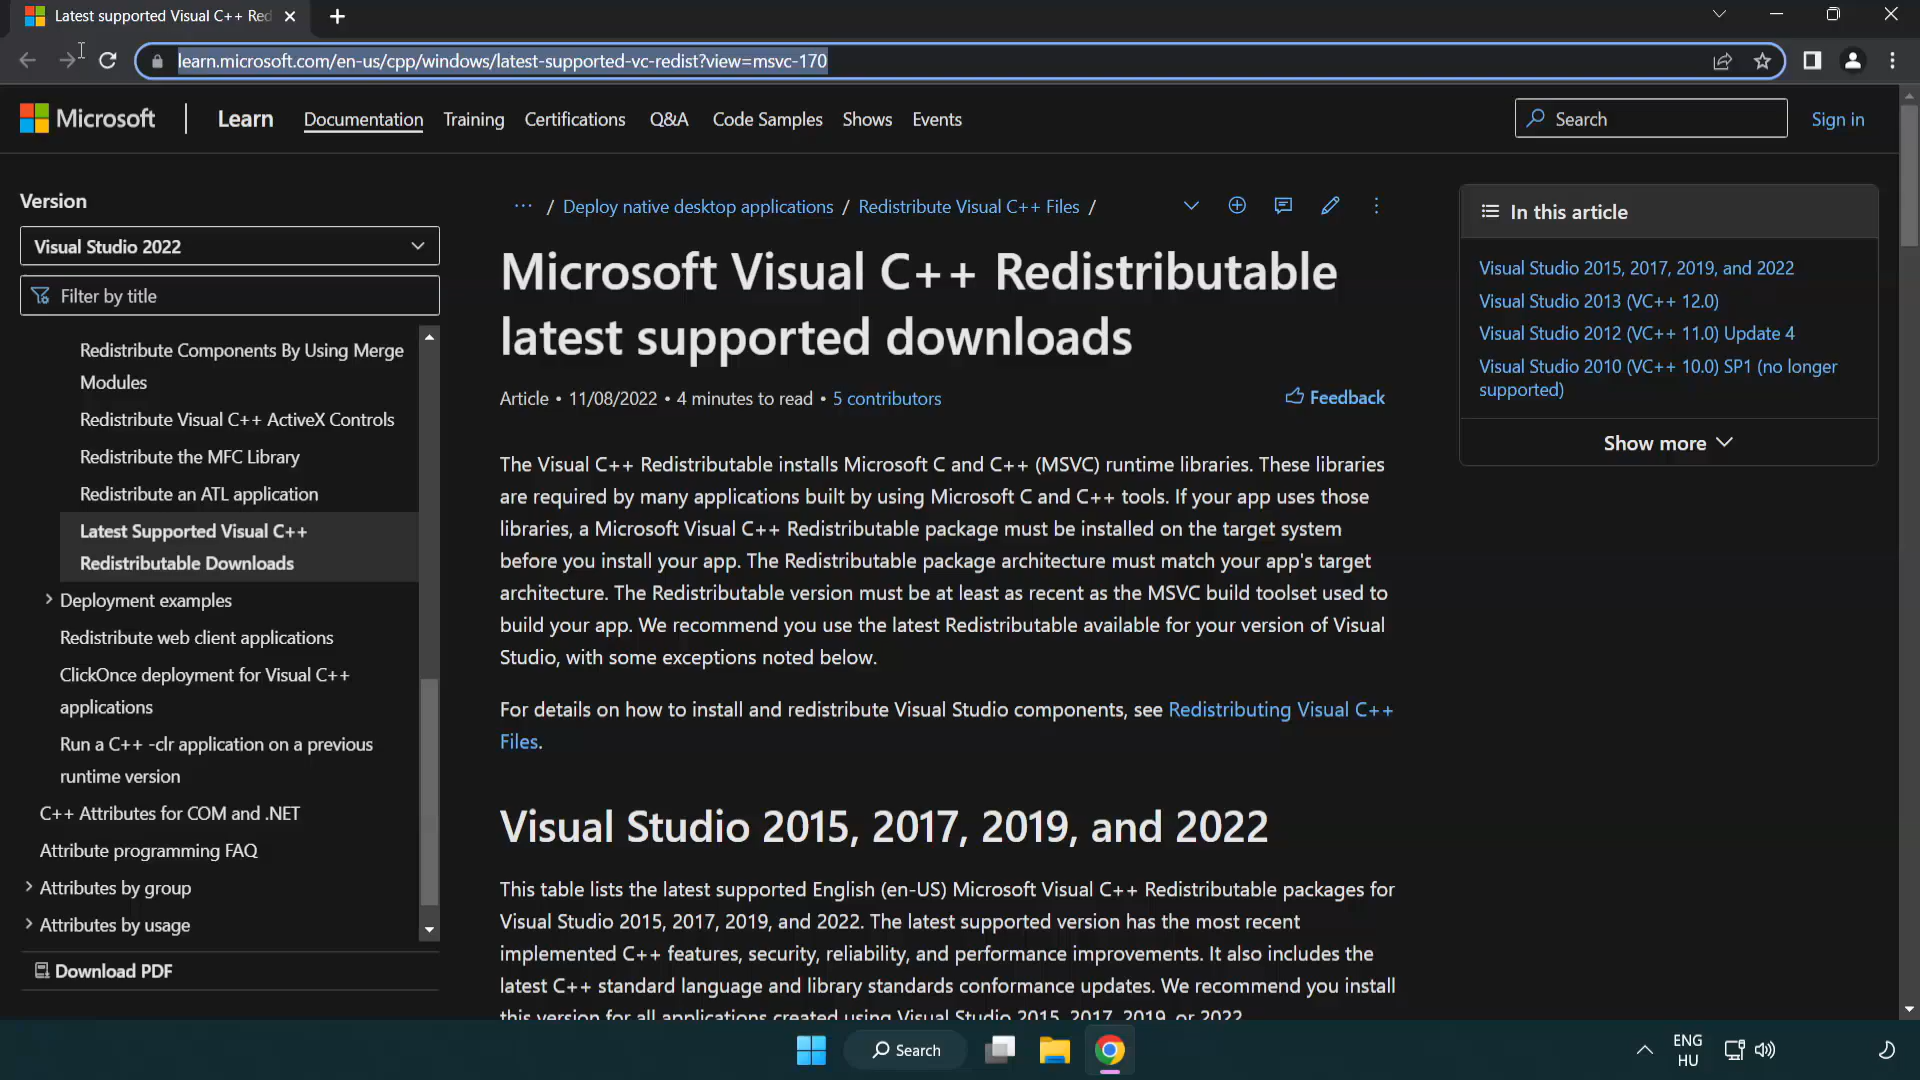 Latest supported Visual C++ Red
learn.microsoft.com/en-us/cpp/windows/latest-supported-vc-redist?view=msvc-170
Microsoft
Learn
Documentation
Training
Certifications
Q&A
Code Samples
Shows
Events
Search
Sign in
Version
Visual Studio 2022
Filter by title
Redistribute Components By Using Merge
Modules
Redistribute Visual C++ ActiveX Controls
Redistribute the MFC Library
Redistribute an ATL application
Latest Supported Visual C++
Redistributable Downloads
Deployment examples
Redistribute web client applications
ClickOnce deployment for Visual C++
applications
Run a C++ -clr application on a previous
runtime version
C++ Attributes for COM and .NET
Attribute programming FAQ
Attributes by group
Attributes by usage
Download PDF
… / Deploy native desktop applications / Redistribute Visual C++ Files /
Microsoft Visual C++ Redistributable
latest supported downloads
Article • 11/08/2022 • 4 minutes to read • 5 contributors
Feedback
The Visual C++ Redistributable installs Microsoft C and C++ (MSVC) runtime libraries. These libraries
are required by many applications built by using Microsoft C and C++ tools. If your app uses those
libraries, a Microsoft Visual C++ Redistributable package must be installed on the target system
before you install your app. The Redistributable package architecture must match your app's target
architecture. The Redistributable version must be at least as recent as the MSVC build toolset used to
build your app. We recommend you use the latest Redistributable available for your version of Visual
Studio, with some exceptions noted below.
For details on how to install and redistribute Visual Studio components, see Redistributing Visual C++
Files.
Visual Studio 2015, 2017, 2019, and 2022
This table lists the latest supported English (en-US) Microsoft Visual C++ Redistributable packages for
Visual Studio 2015, 2017, 2019, and 2022. The latest supported version has the most recent
implemented C++ features, security, reliability, and performance improvements. It also includes the
latest C++ standard language and library standards conformance updates. We recommend you install
this version for all applications created using Visual Studio 2015, 2017, 2019, or 2022.
In this article
Visual Studio 2015, 2017, 2019, and 2022
Visual Studio 2013 (VC++ 12.0)
Visual Studio 2012 (VC++ 11.0) Update 4
Visual Studio 2010 (VC++ 10.0) SP1 (no longer
supported)
Show more
Search
ENG
HU